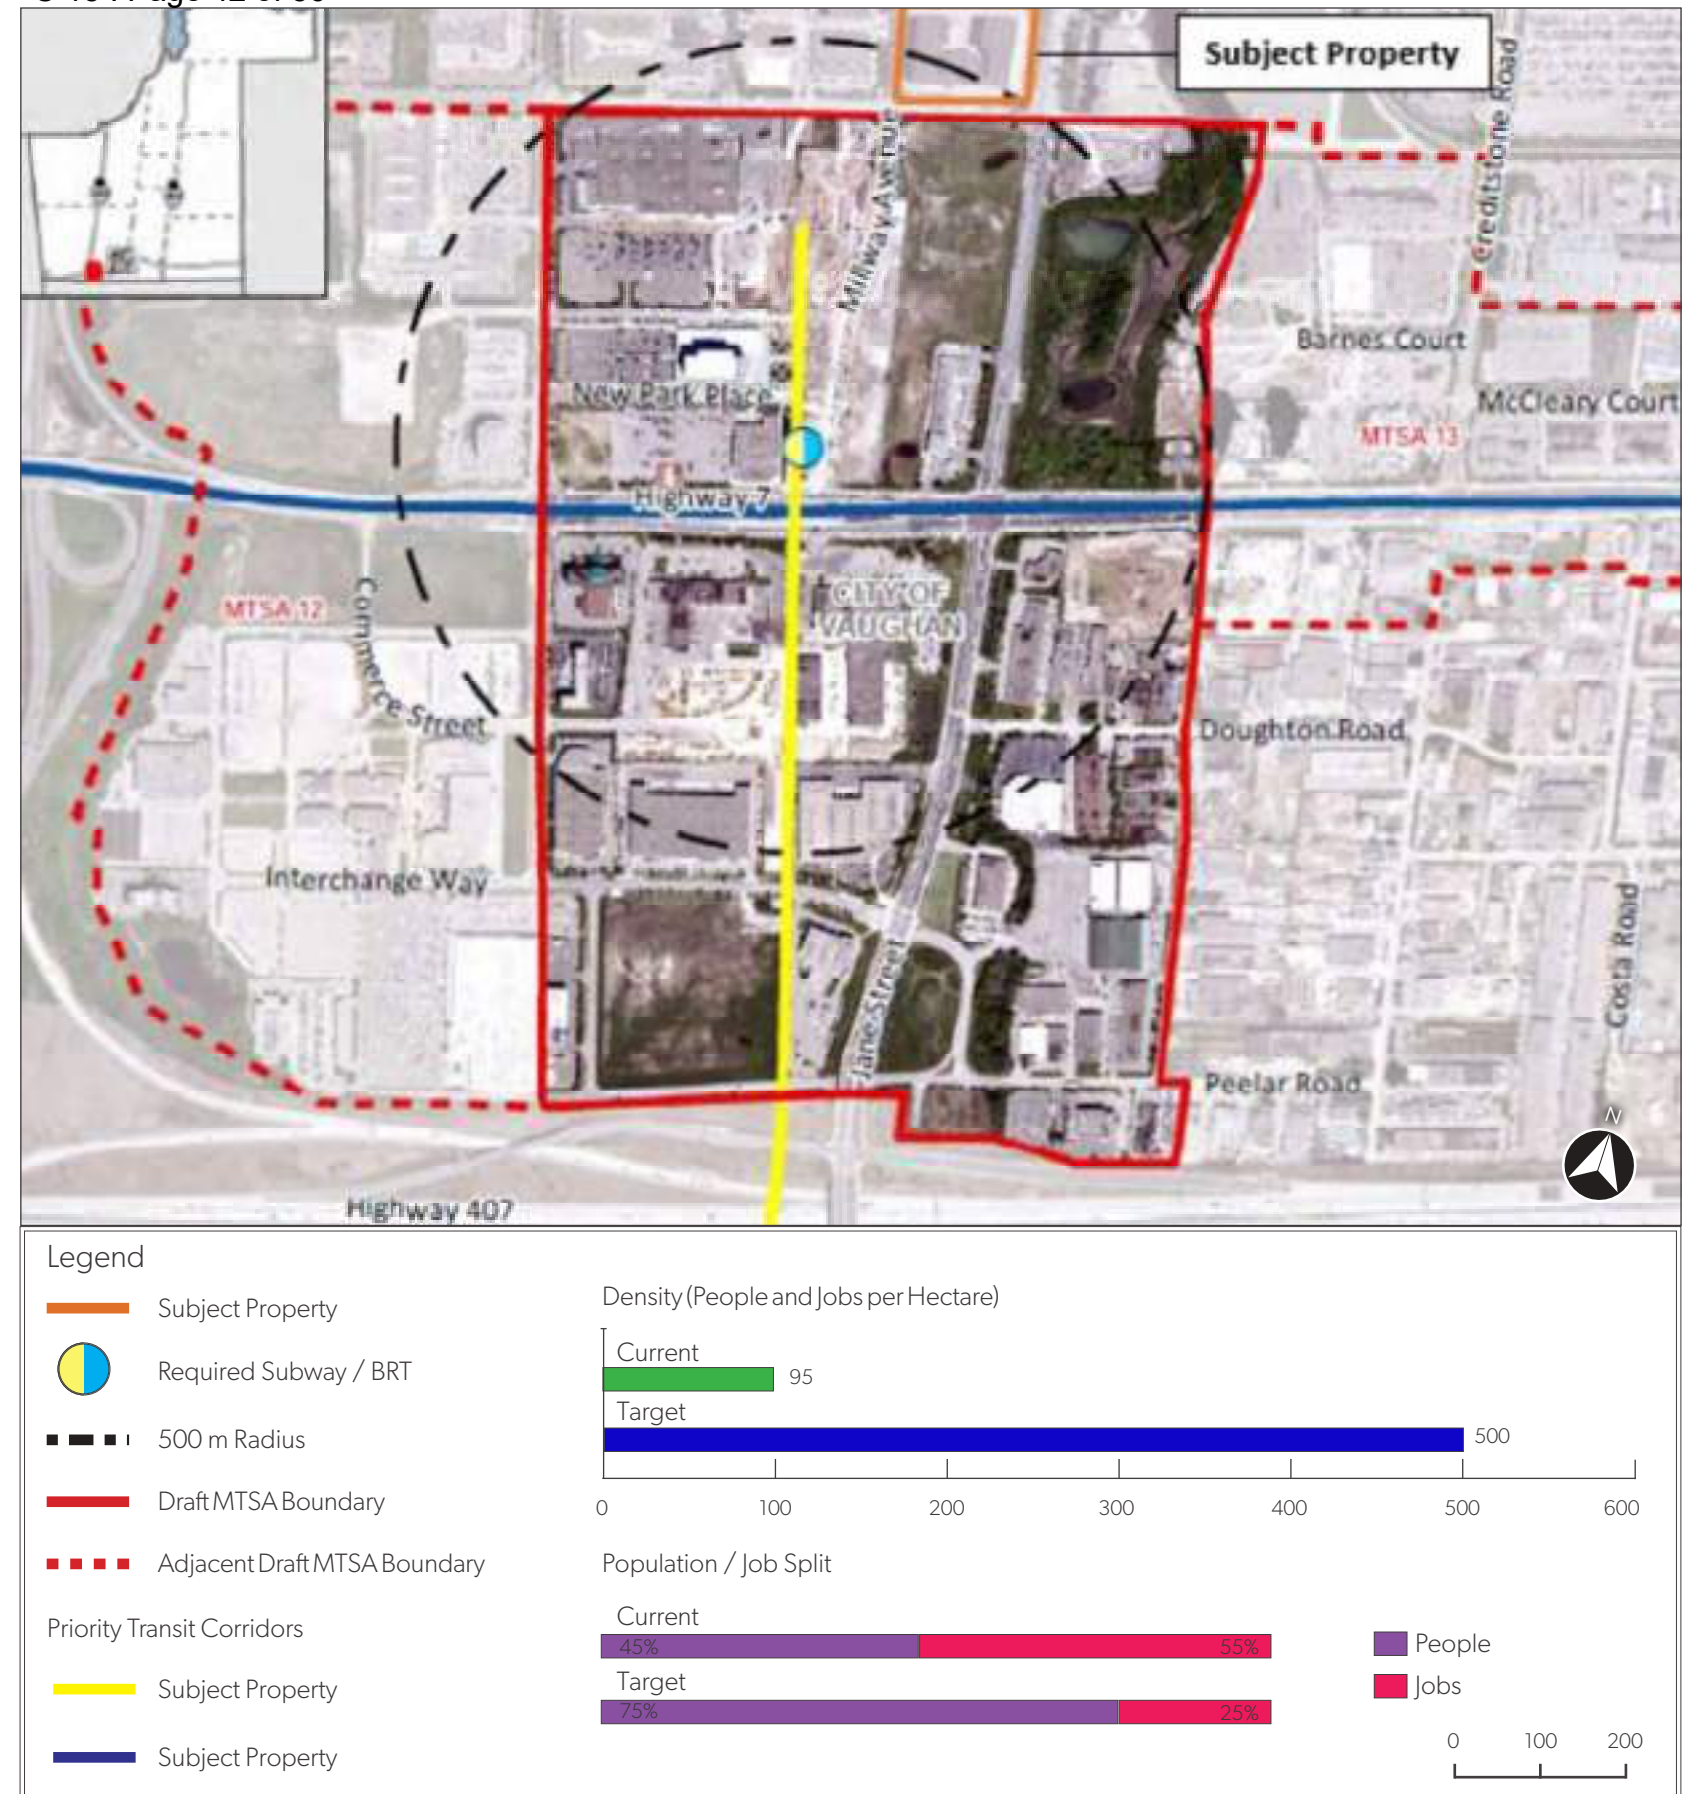 Subject Property
Creditstone Road
Millway Avenue
Barnes Court
New Park Place
McCleary Court
MTSA 13
Highway 7
CITY OF
VAUGHAN
MTSA 12
Commerce Street
Doughton Road
Interchange Way
Costa Road
Jane Street
Peelar Road
N
Highway 407
Legend
Subject Property
Required Subway / BRT
500 m Radius
Draft MTSA Boundary
Adjacent Draft MTSA Boundary
Priority Transit Corridors
Subject Property
Subject Property
Density (People and Jobs per Hectare)
Current
95
Target
500
0 100 200 300 400 500 600
Population / Job Split
Current
45% 55%
Target
75% 25%
People
Jobs
0 100 200